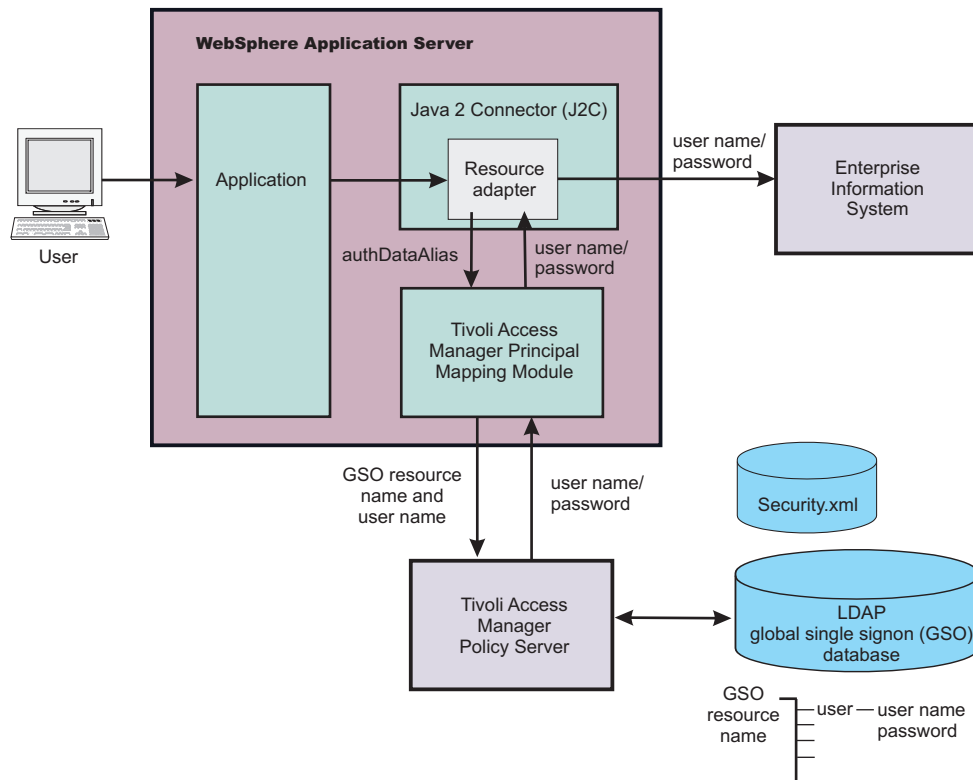 WebSphere Application Server
Java 2 Connector (J2C)
Resource
adapter
Application
User
user name/
password
Enterprise
Information
System
authDataAlias
user name/
password
Tivoli Access
Manager Principal
Mapping Module
GSO resource
name and
user name
user name/
password
Security.xml
Tivoli Access
Manager
Policy Server
LDAP
global single signon (GSO)
database
GSO
resource
name
user
user name
password